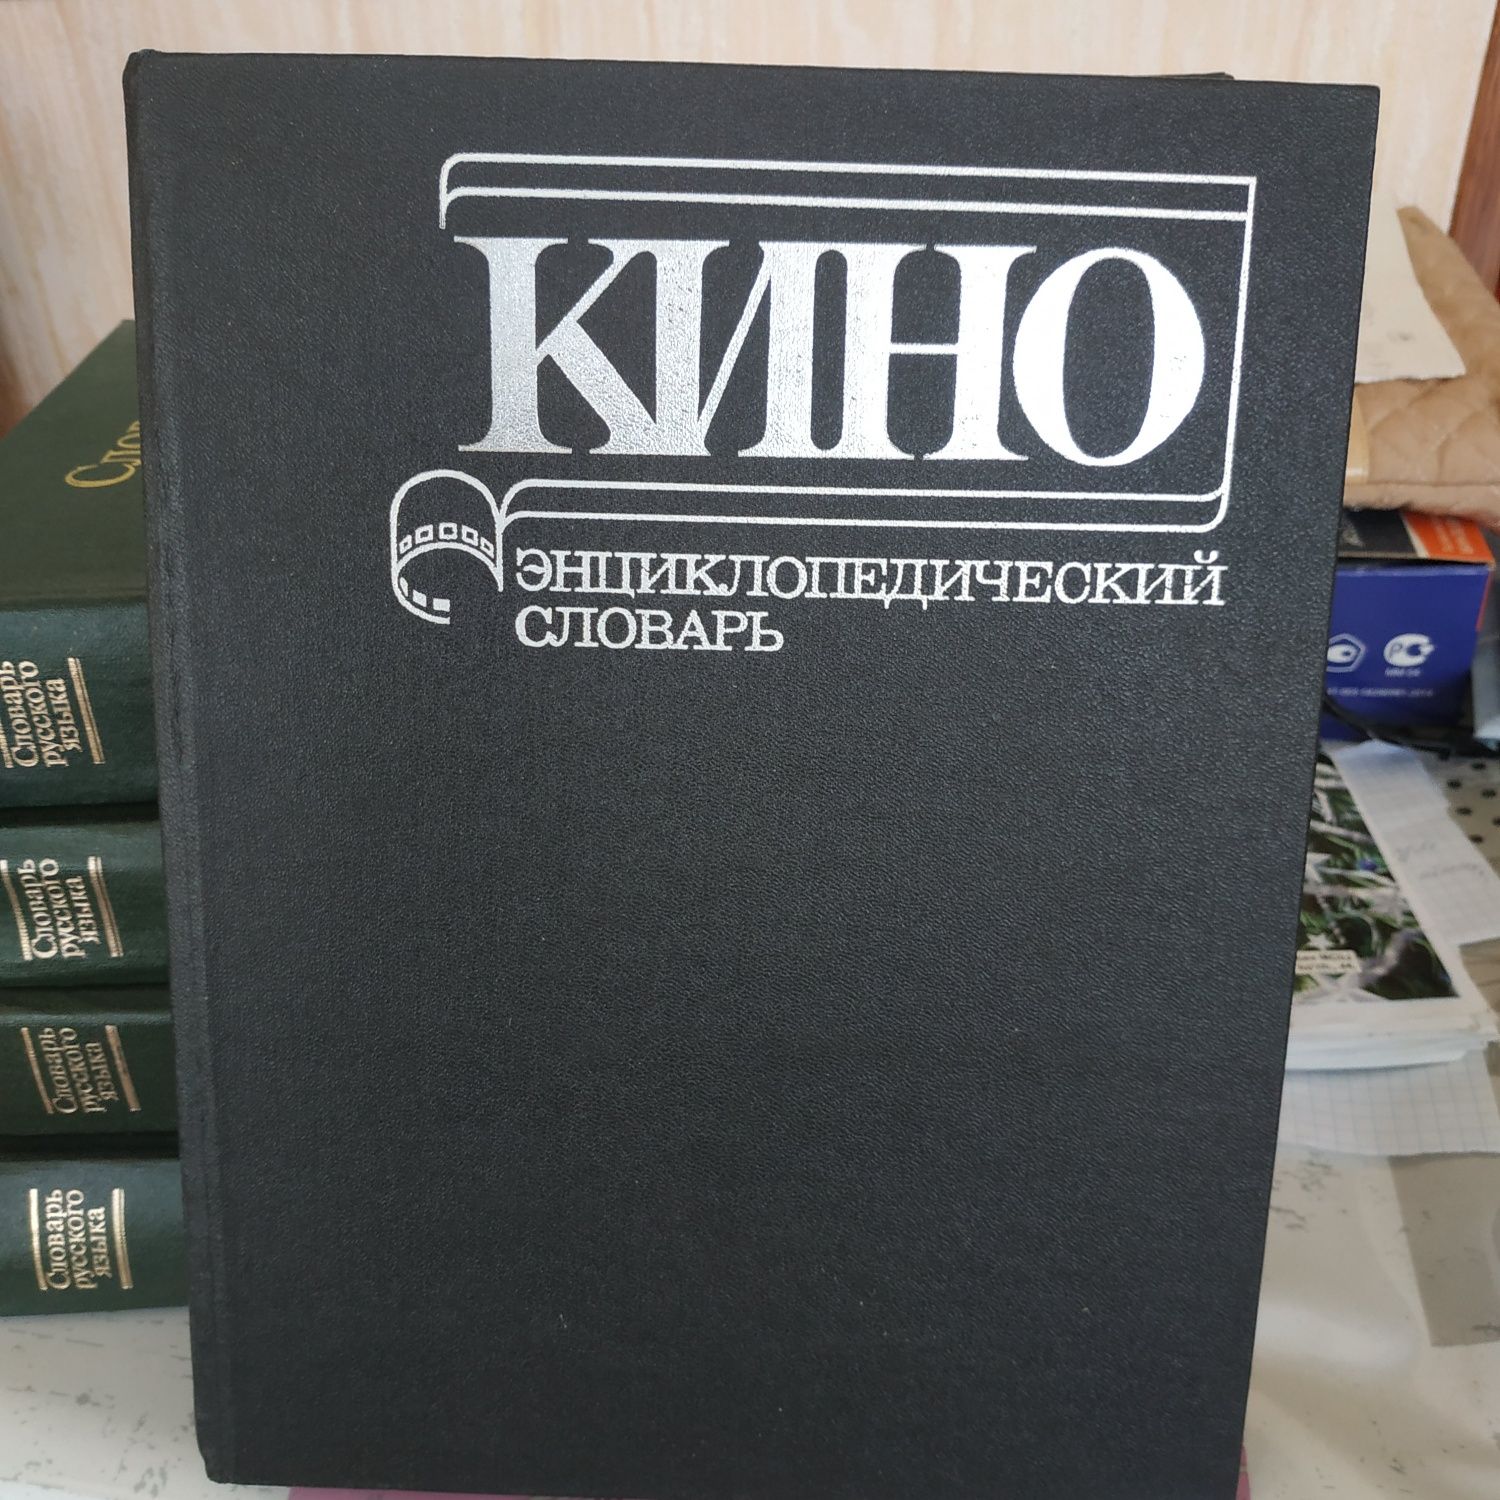 КИНО
ЭНЦИКЛОПЕДИЧЕСКИЙ
СЛОВАРЬ
Словарь
русского
языка
Словарь
русского
языка
Словарь
русского
языка
Словарь
русского
языка